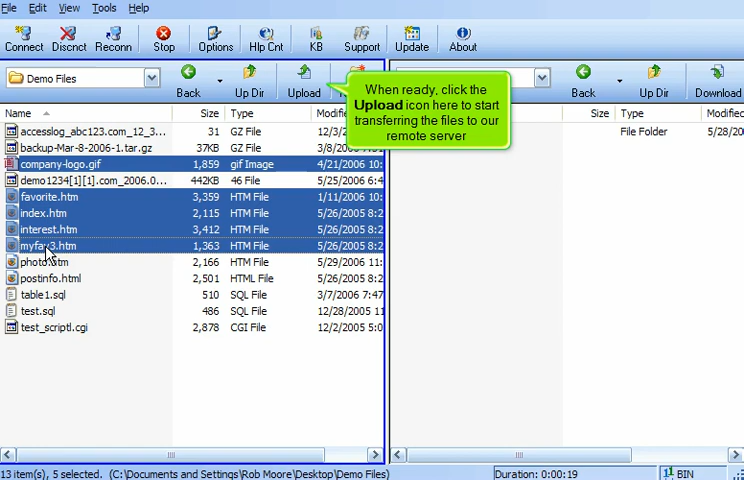 File Edit View Tools Help
Connect Discnct Reconn Stop Options Hlp Cnt KB Support Update About
Demo Files Back Up Dir Upload Back Up Dir Download
When ready, click the
Upload icon here to start
transferring the files to our
remote server
Name Size Type Modifi Size Type Modified
accesslog_abc123.com_12_3... 31 GZ File 12/3/
backup-Mar-8-2006-1.tar.gz 37KB GZ File 3/8/2006
company-logo.gif 1,859 gif Image 4/21/2006 10:
demo1234[1][1].com_2006.0... 442KB 46 File 5/25/2006 6:4
favorite.htm 3,359 HTM File 1/11/2006 10:
index.htm 2,115 HTM File 5/26/2005 8:2
interest.htm 3,412 HTM File 5/26/2005 8:2
myfav3.htm 1,363 HTM File 5/26/2005 8:2
photo.htm 2,166 HTM File 5/29/2006 11:
postinfo.html 2,501 HTML File 5/26/2005 8:2
table1.sql 510 SQL File 3/7/2006 7:47
test.sql 486 SQL File 12/28/2005 11
test_script1.cgi 2,878 CGI File 12/2/2005 5:0
File Folder 5/28/20
13 item(s), 5 selected. (C:\Documents and Settings\Rob Moore\Desktop\Demo Files) Duration: 0:00:19 BIN